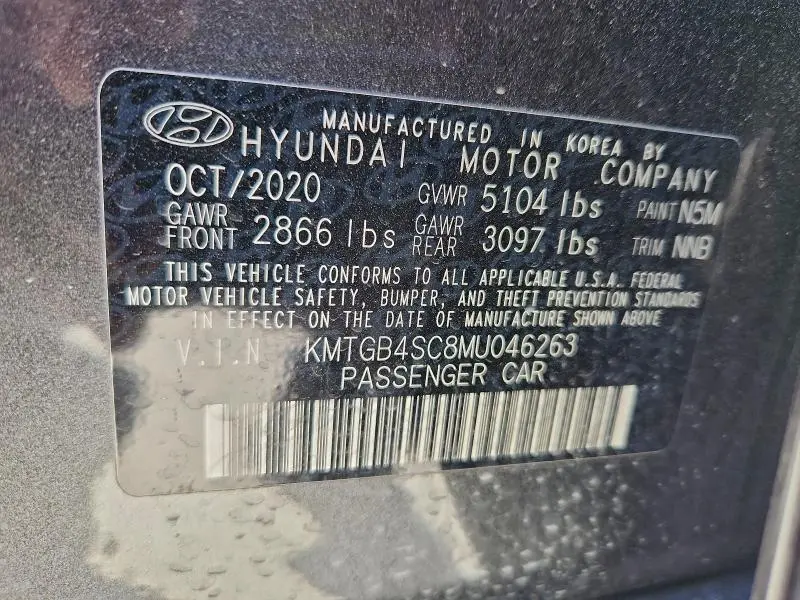 MANUFACTURED IN KOREA BY
HYUNDAI MOTOR COMPANY
OCT/2020 GVWR 5104 lbs PAINT N5M
GAWR FRONT 2866 lbs GAWR REAR 3097 lbs TRIM NNB
THIS VEHICLE CONFORMS TO ALL APPLICABLE U.S.A. FEDERAL
MOTOR VEHICLE SAFETY, BUMPER, AND THEFT PREVENTION STANDARDS
IN EFFECT ON THE DATE OF MANUFACTURE SHOWN ABOVE
V.I.N KMTGB4SC8MU046263
PASSENGER CAR